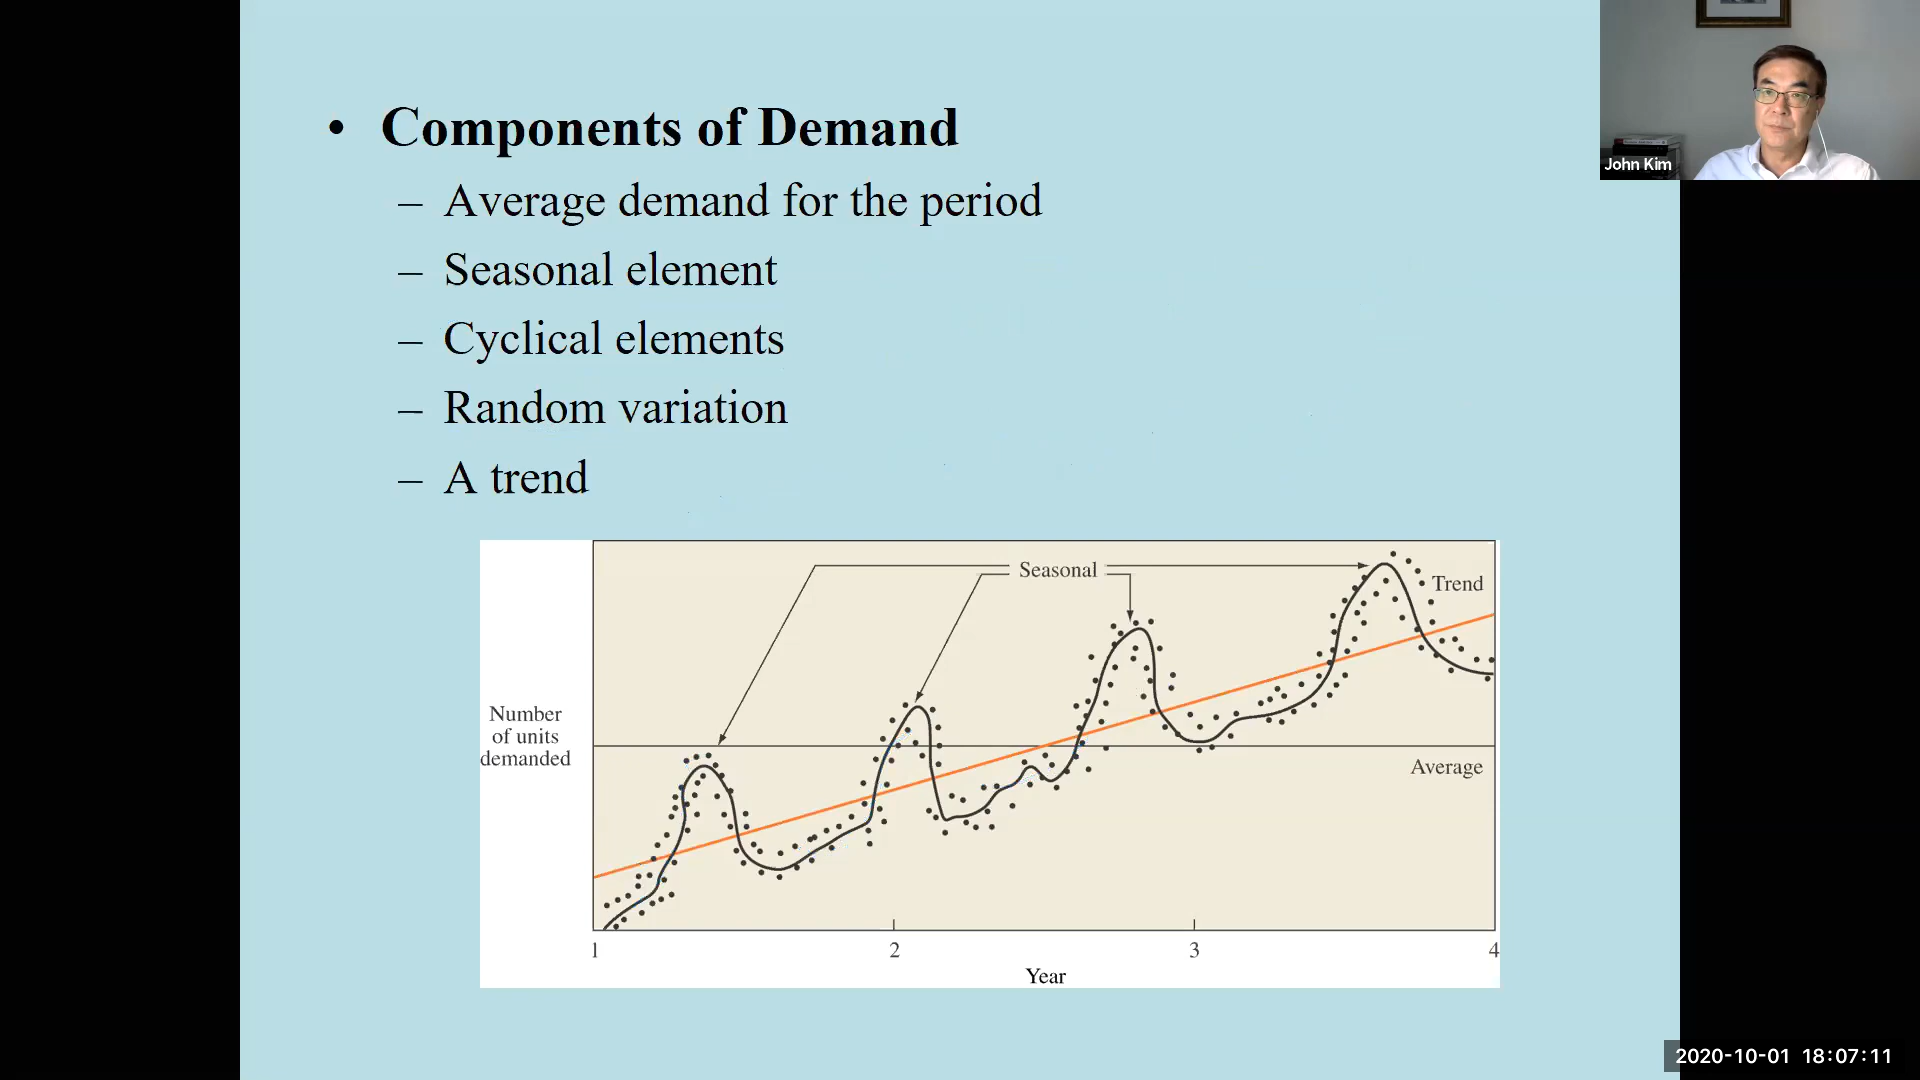 • Components of Demand
– Average demand for the period
– Seasonal element
– Cyclical elements
– Random variation
– A trend
Seasonal
Trend
Number
of units
demanded
Average
1 2 3 4
Year
John Kim
2020-10-01 18:07:11